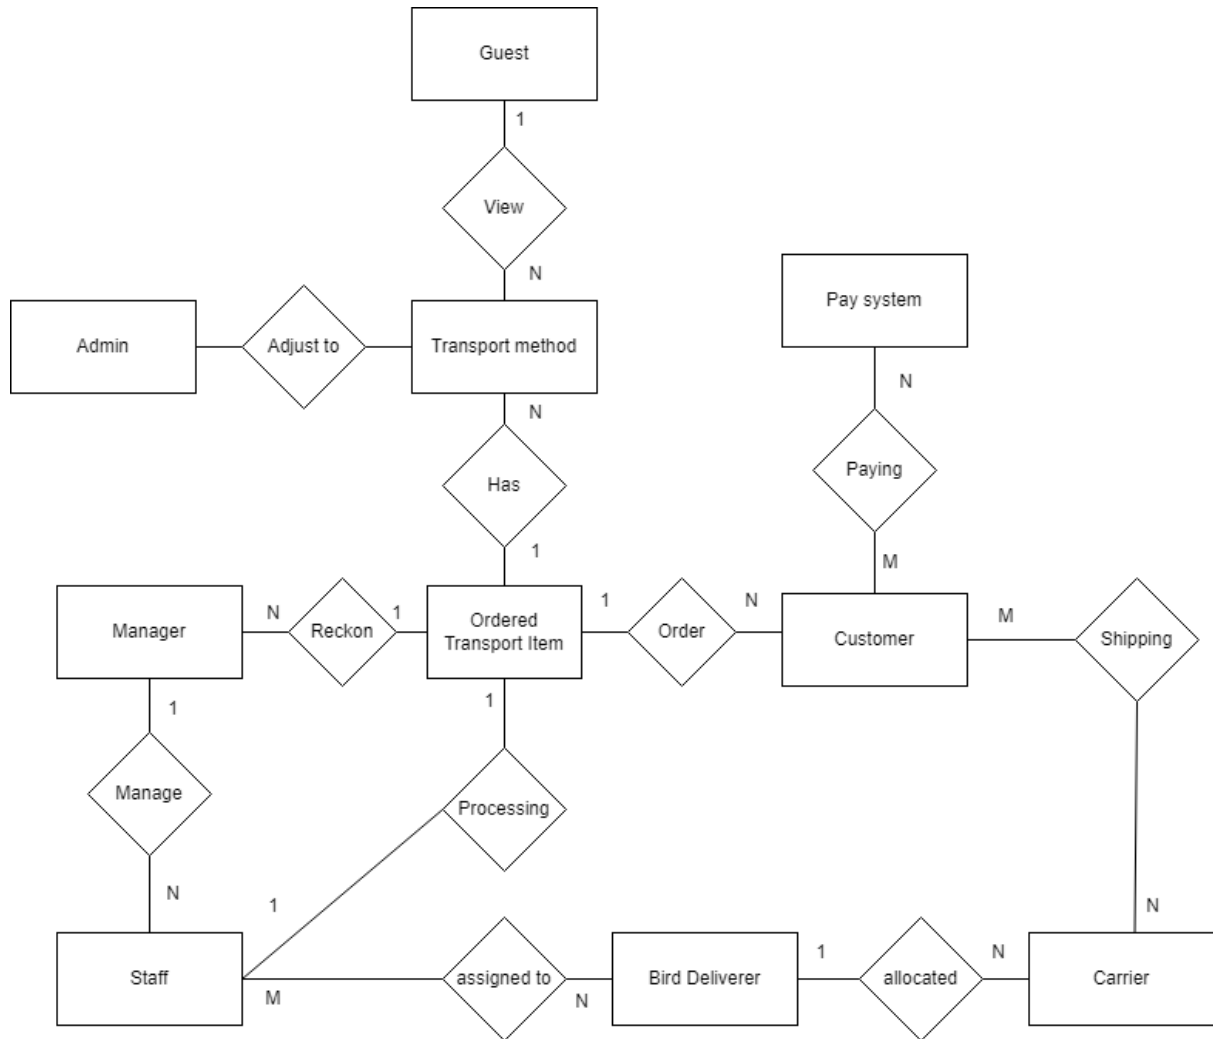 Guest
1
View
N
Admin
Adjust to
Transport method
Pay system
N
N
Has
Paying
1
M
Manager
N
Reckon
1
Ordered
Transport Item
1
Order
N
Customer
M
Shipping
1
1
Manage
Processing
N
1
N
Staff
M
assigned to
N
Bird Deliverer
1
allocated
N
Carrier